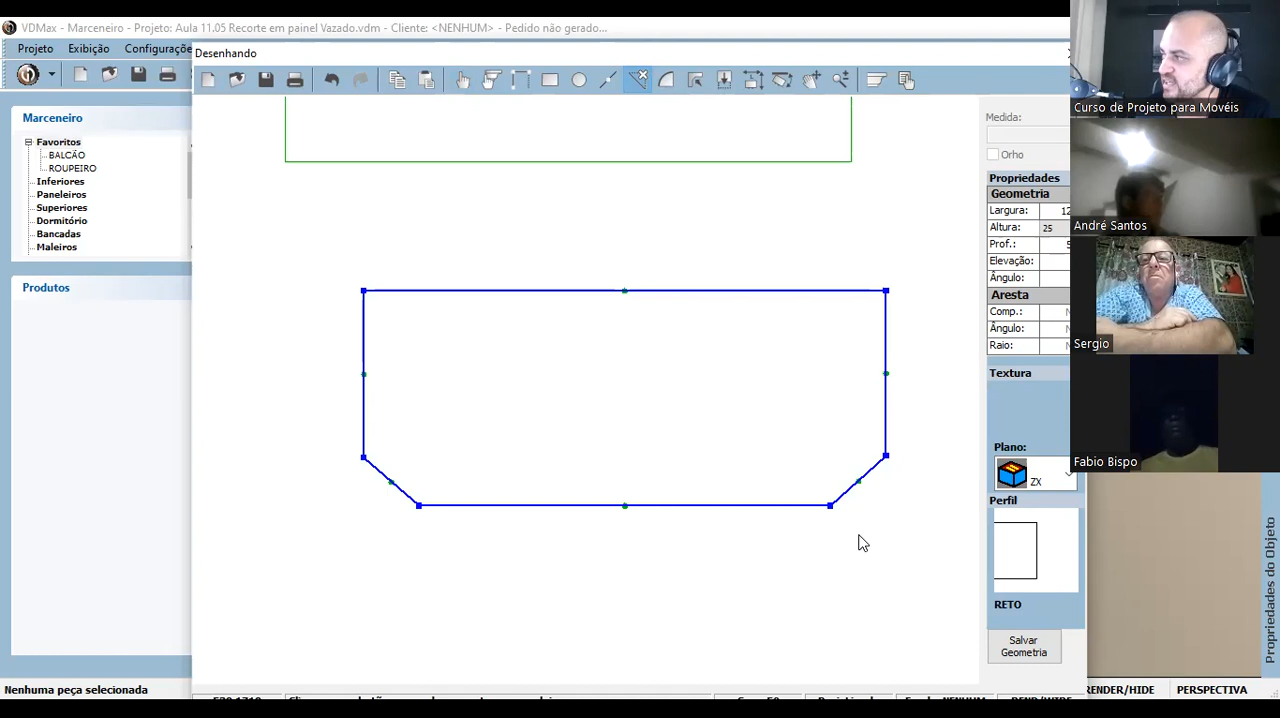 VDMax - Marceneiro - Projeto: Aula 11.05 Recorte em painel Vazado.vdm - Cliente: <NENHUM> - Pedido não gerado...
Projeto Exibição Configuraçõe
Desenhando
Marceneiro
Favoritos
BALCÃO
ROUPEIRO
Inferiores
Paneleiros
Superiores
Dormitório
Bancadas
Maleiros
Produtos
Medida:
Orho
Propriedades
Geometria
Largura: 12
Altura: 25
Prof.: 5
Elevação:
Ângulo:
Aresta
Comp.: N
Ângulo: N
Raio: N
Textura
Plano:
ZX
Perfil
RETO
Salvar
Geometria
Curso de Projeto para Movéis
André Santos
Sergio
Fabio Bispo
Propriedades do Objeto
Nenhuma peça selecionada
RENDER/HIDE PERSPECTIVA